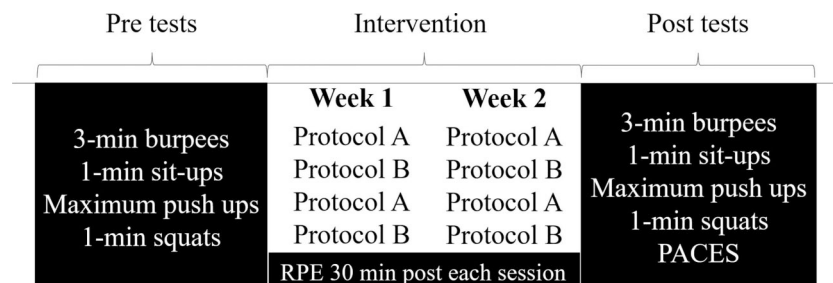 Pre tests
Intervention
Post tests
3-min burpees
1-min sit-ups
Maximum push ups
1-min squats
Week 1
Week 2
Protocol A
Protocol A
Protocol B
Protocol B
Protocol A
Protocol A
Protocol B
Protocol B
RPE 30 min post each session
3-min burpees
1-min sit-ups
Maximum push ups
1-min squats
PACES